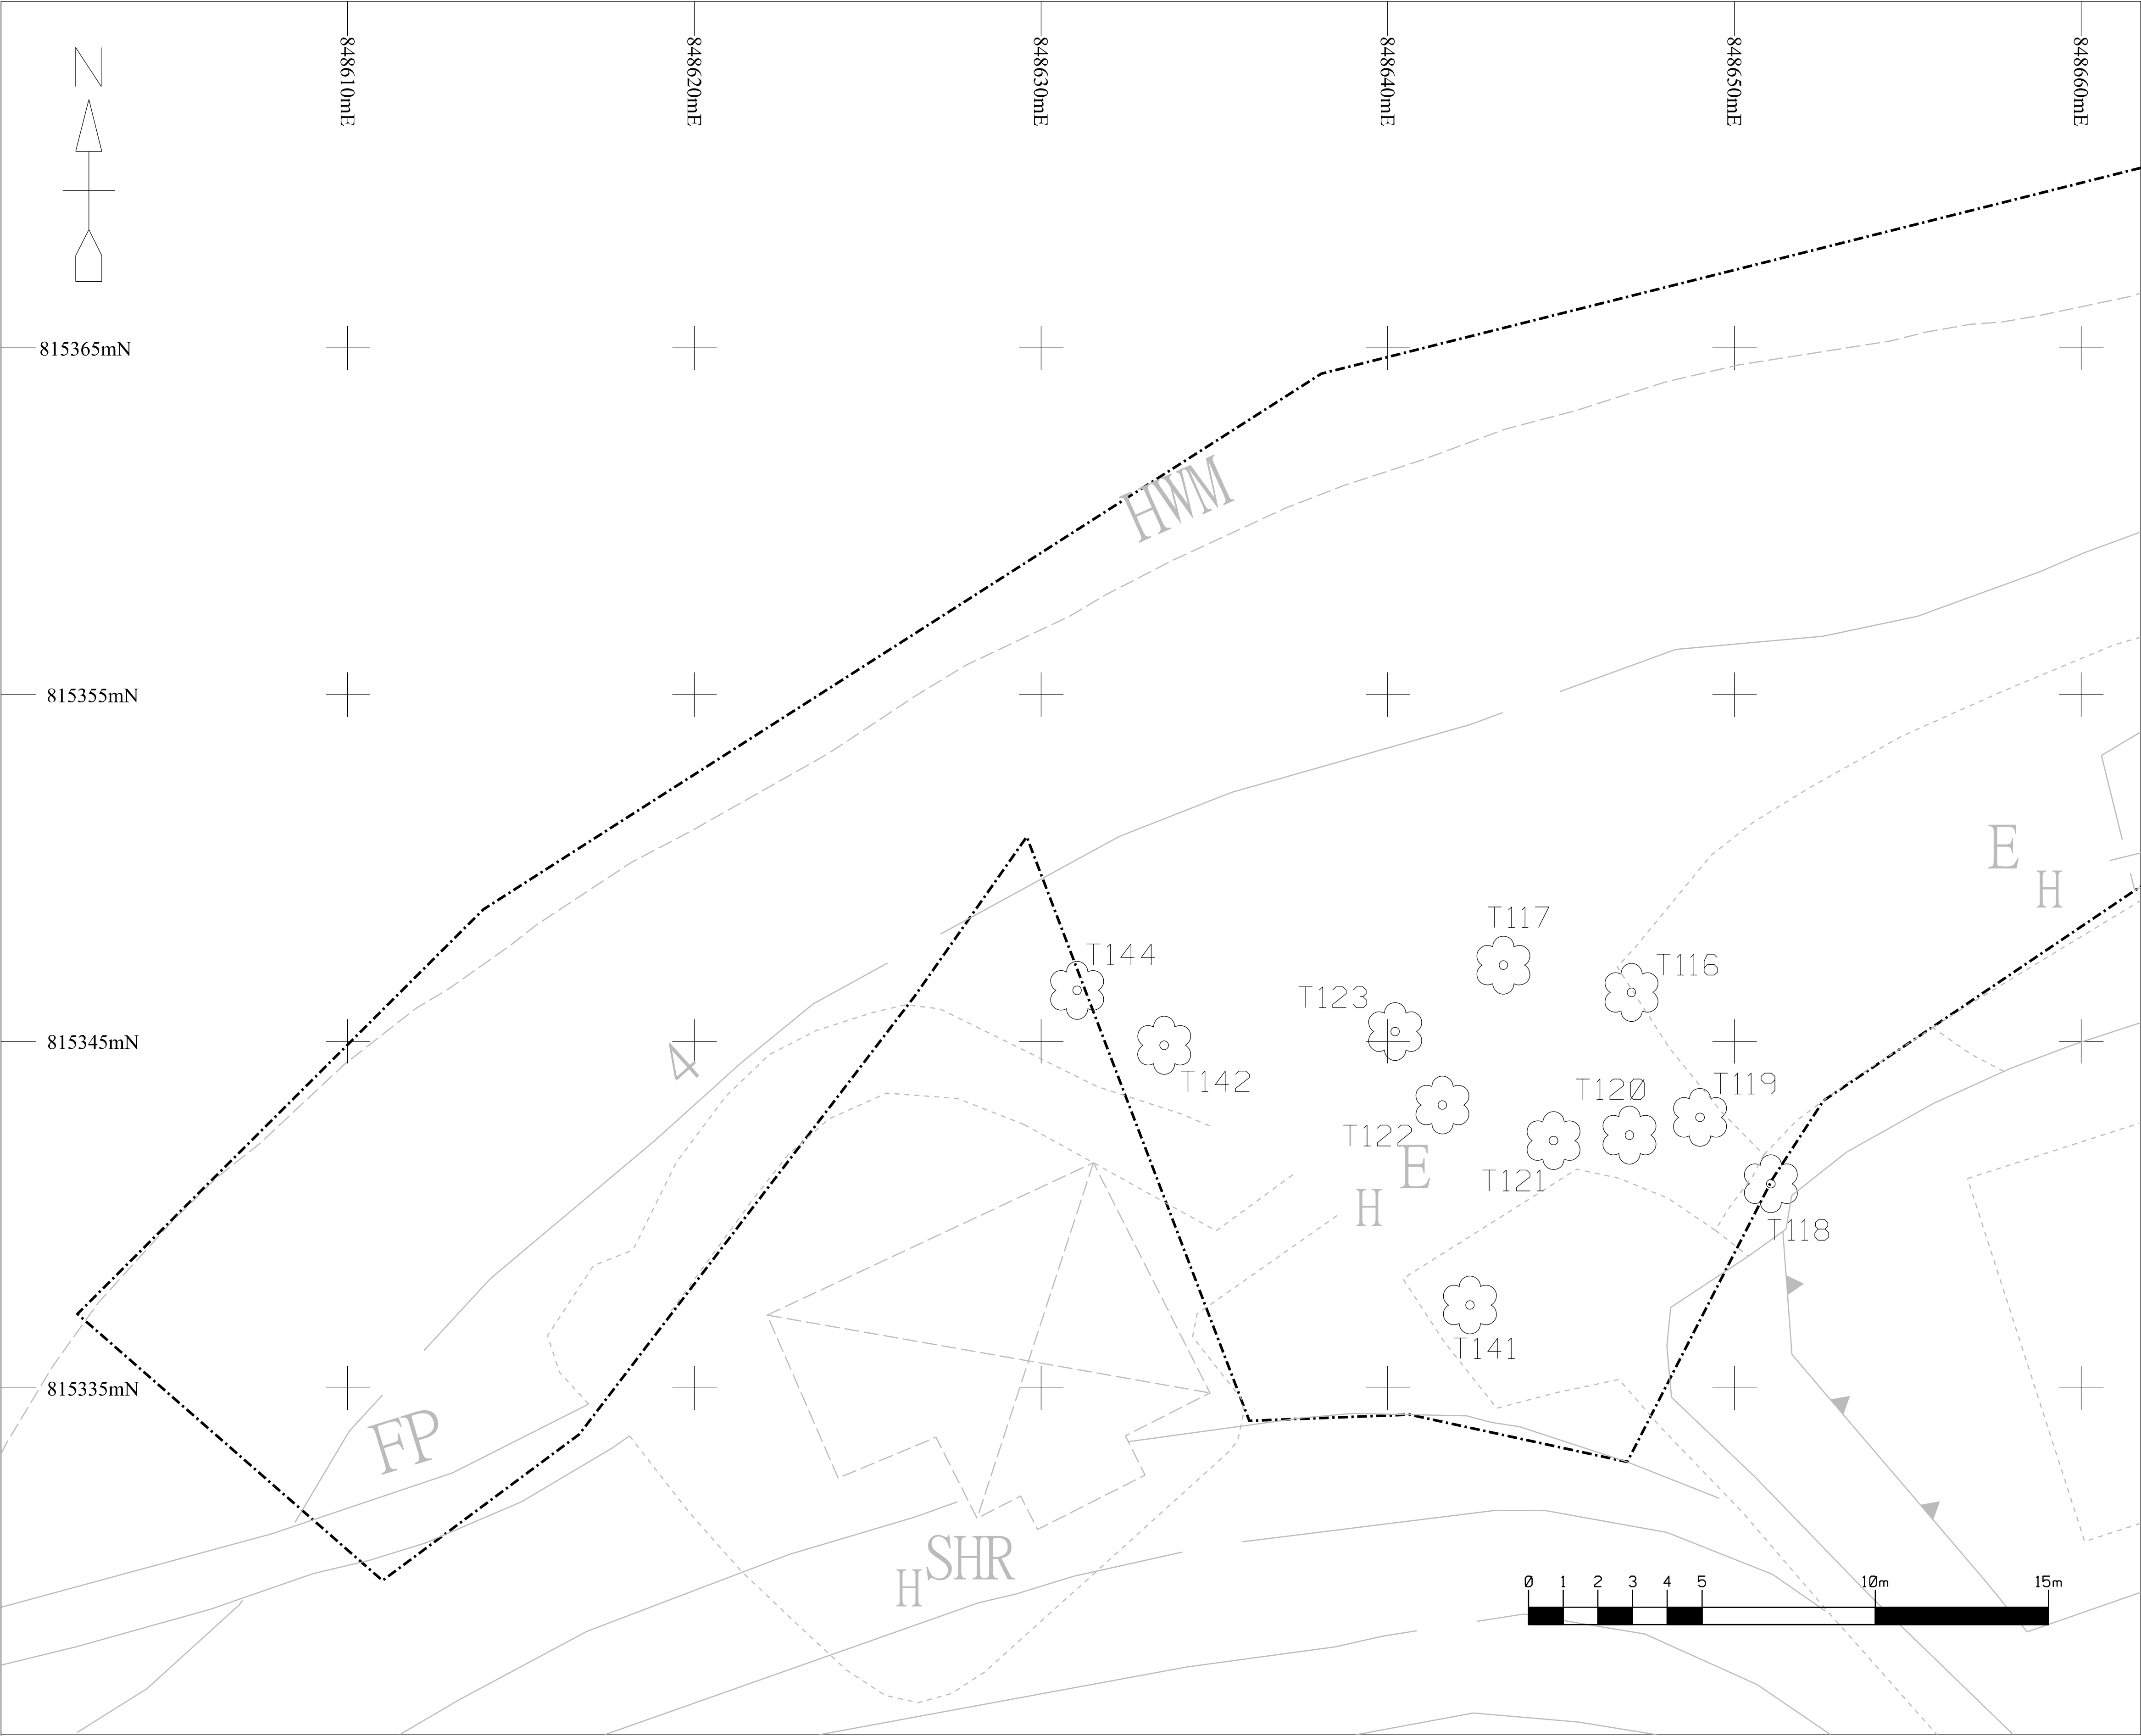 848610mE
848620mE
848630mE
848640mE
848650mE
848660mE
N
815365mN
HWM
815355mN
E
H
T117
T144
T116
T123
815345mN
4
T142
T120
T119
T122
E
T121
H
T118
T141
815335mN
FP
SHR
H
0 1 2 3 4 5 10m 15m